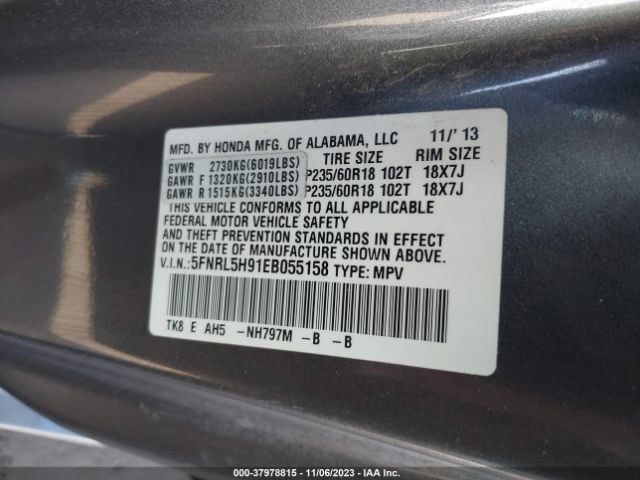 MFD. BY HONDA MFG. OF ALABAMA, LLC 11/' 13
TIRE SIZE RIM SIZE
GVWR 2730KG(6019LBS)
GAWR F 1320KG(2910LBS) P235/60R18 102T 18X7J
GAWR R 1515KG(3340LBS) P235/60R18 102T 18X7J
THIS VEHICLE CONFORMS TO ALL APPLICABLE
FEDERAL MOTOR VEHICLE SAFETY
AND THEFT PREVENTION STANDARDS IN EFFECT
ON THE DATE OF MANUFACTURE SHOWN ABOVE.
V.I.N.:5FNRL5H91EB055158 TYPE: MPV
TK8 E AH5 -NH797M -B -B
000-37978815 - 11/06/2023 - IAA Inc.